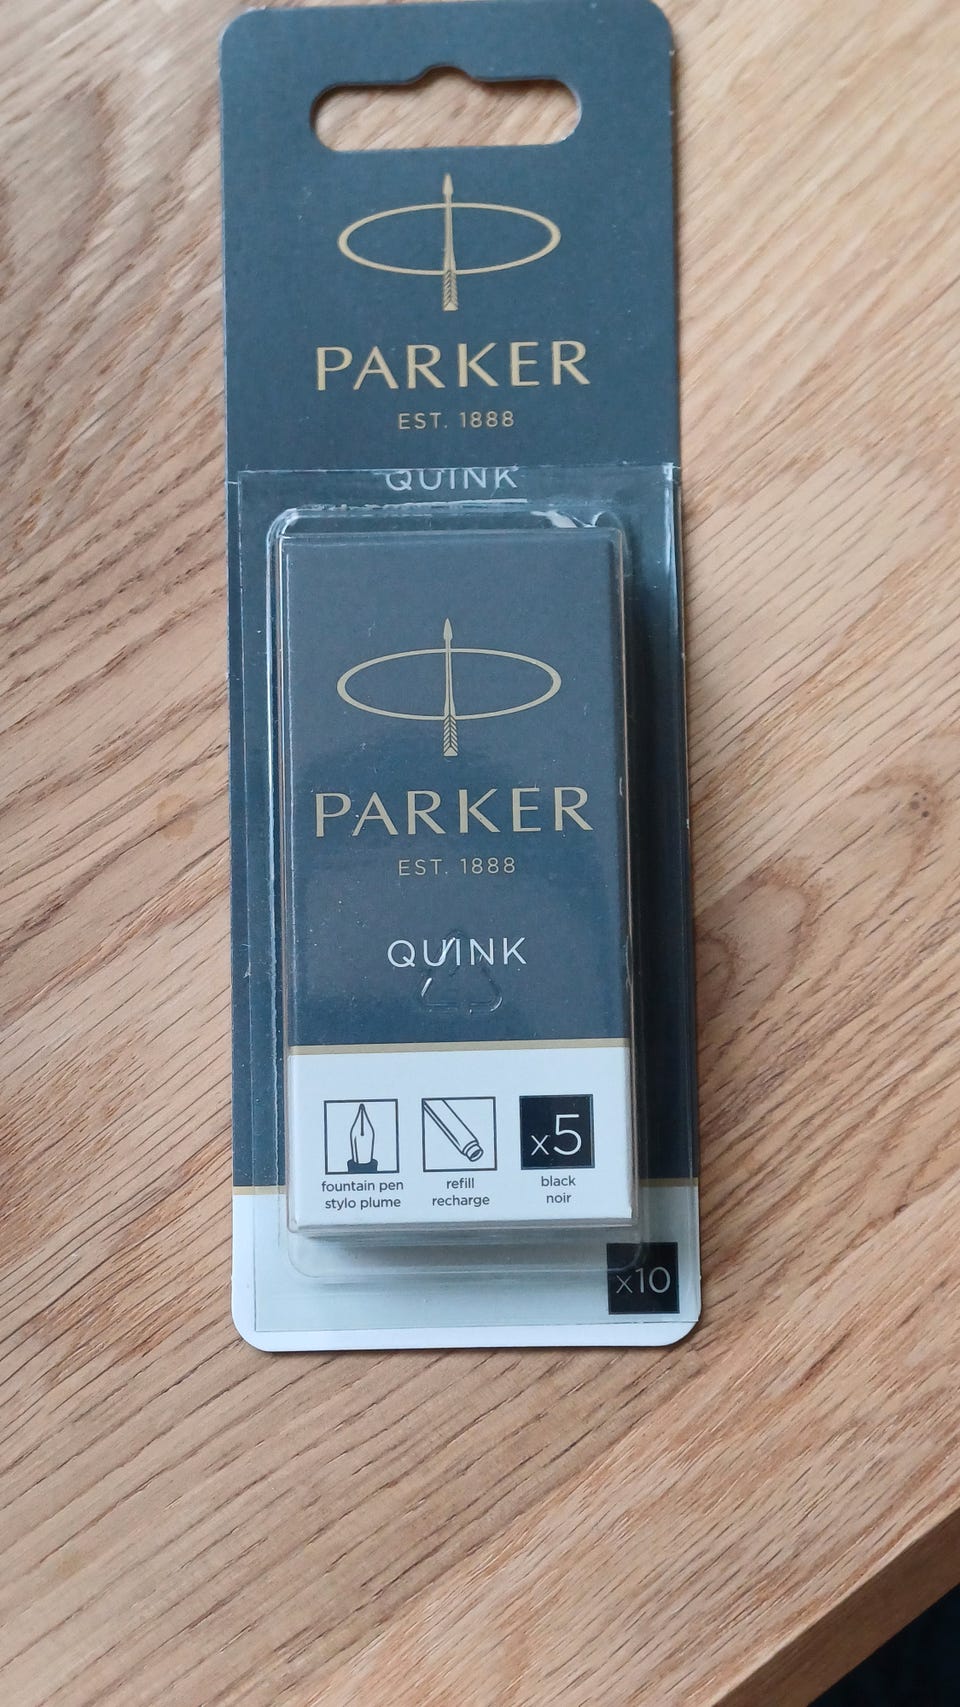 PARKER
EST. 1888
QUINK
PARKER
EST. 1888
QUINK
x5
fountain pen
stylo plume
refill
recharge
black
noir
x10